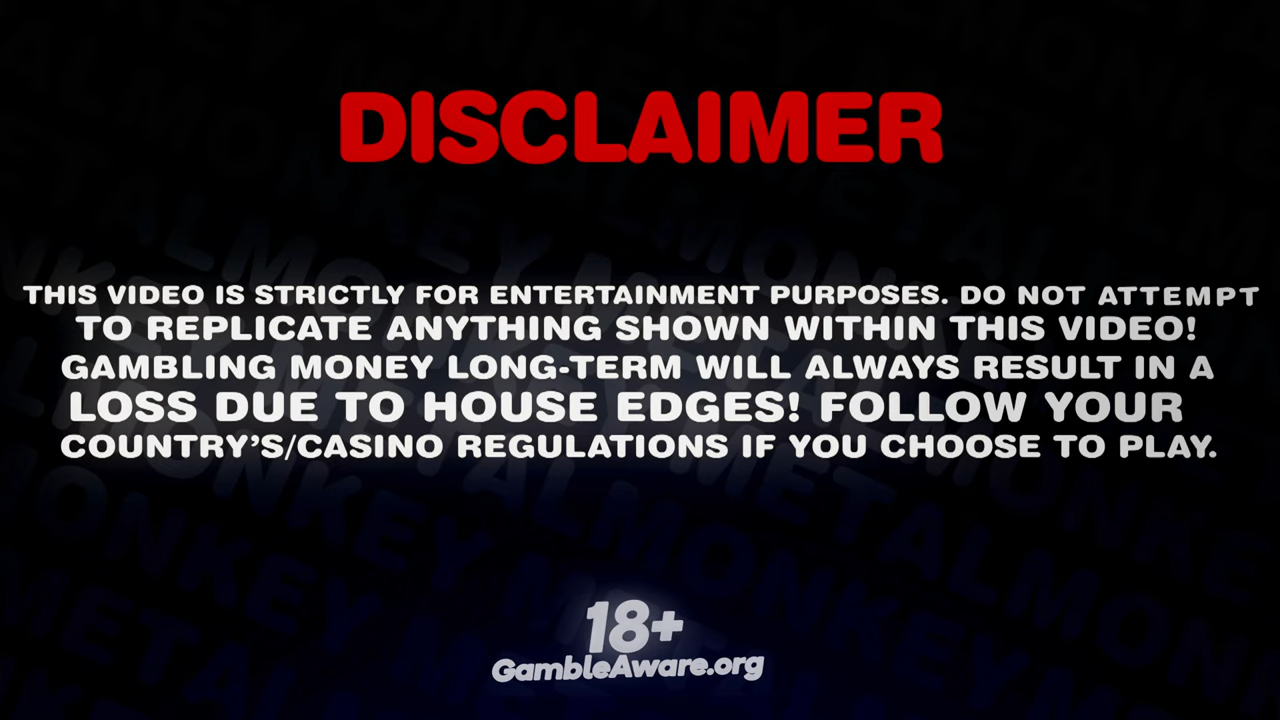 DISCLAIMER
THIS VIDEO IS STRICTLY FOR ENTERTAINMENT PURPOSES. DO NOT ATTEMPT
TO REPLICATE ANYTHING SHOWN WITHIN THIS VIDEO!
GAMBLING MONEY LONG-TERM WILL ALWAYS RESULT IN A
LOSS DUE TO HOUSE EDGES! FOLLOW YOUR
COUNTRY'S/CASINO REGULATIONS IF YOU CHOOSE TO PLAY.
18+
GambleAware.org